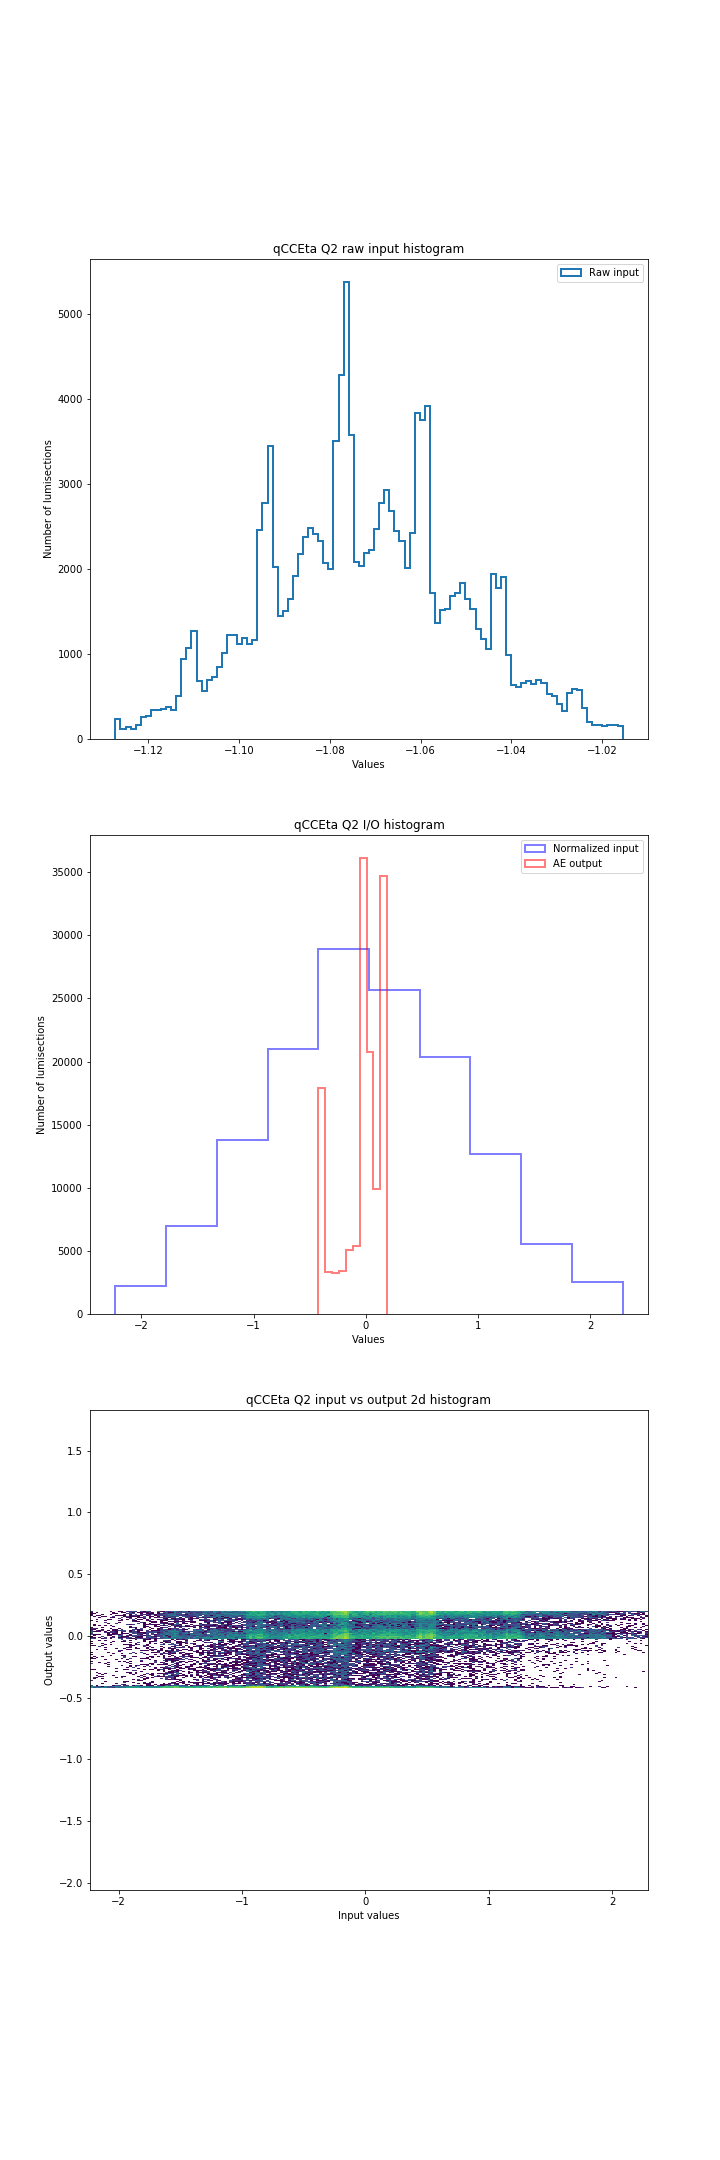 qCCEta Q2 raw input histogram
Raw input
5000
4000
3000
2000
1000
0
Number of lumisections
−1.12 −1.10 −1.08 −1.06 −1.04 −1.02
Values
qCCEta Q2 I/O histogram
Normalized input
AE output
35000
30000
25000
20000
15000
10000
5000
0
Number of lumisections
−2 −1 0 1 2
Values
qCCEta Q2 input vs output 2d histogram
1.5
1.0
0.5
0.0
−0.5
−1.0
−1.5
−2.0
Output values
−2 −1 0 1 2
Input values